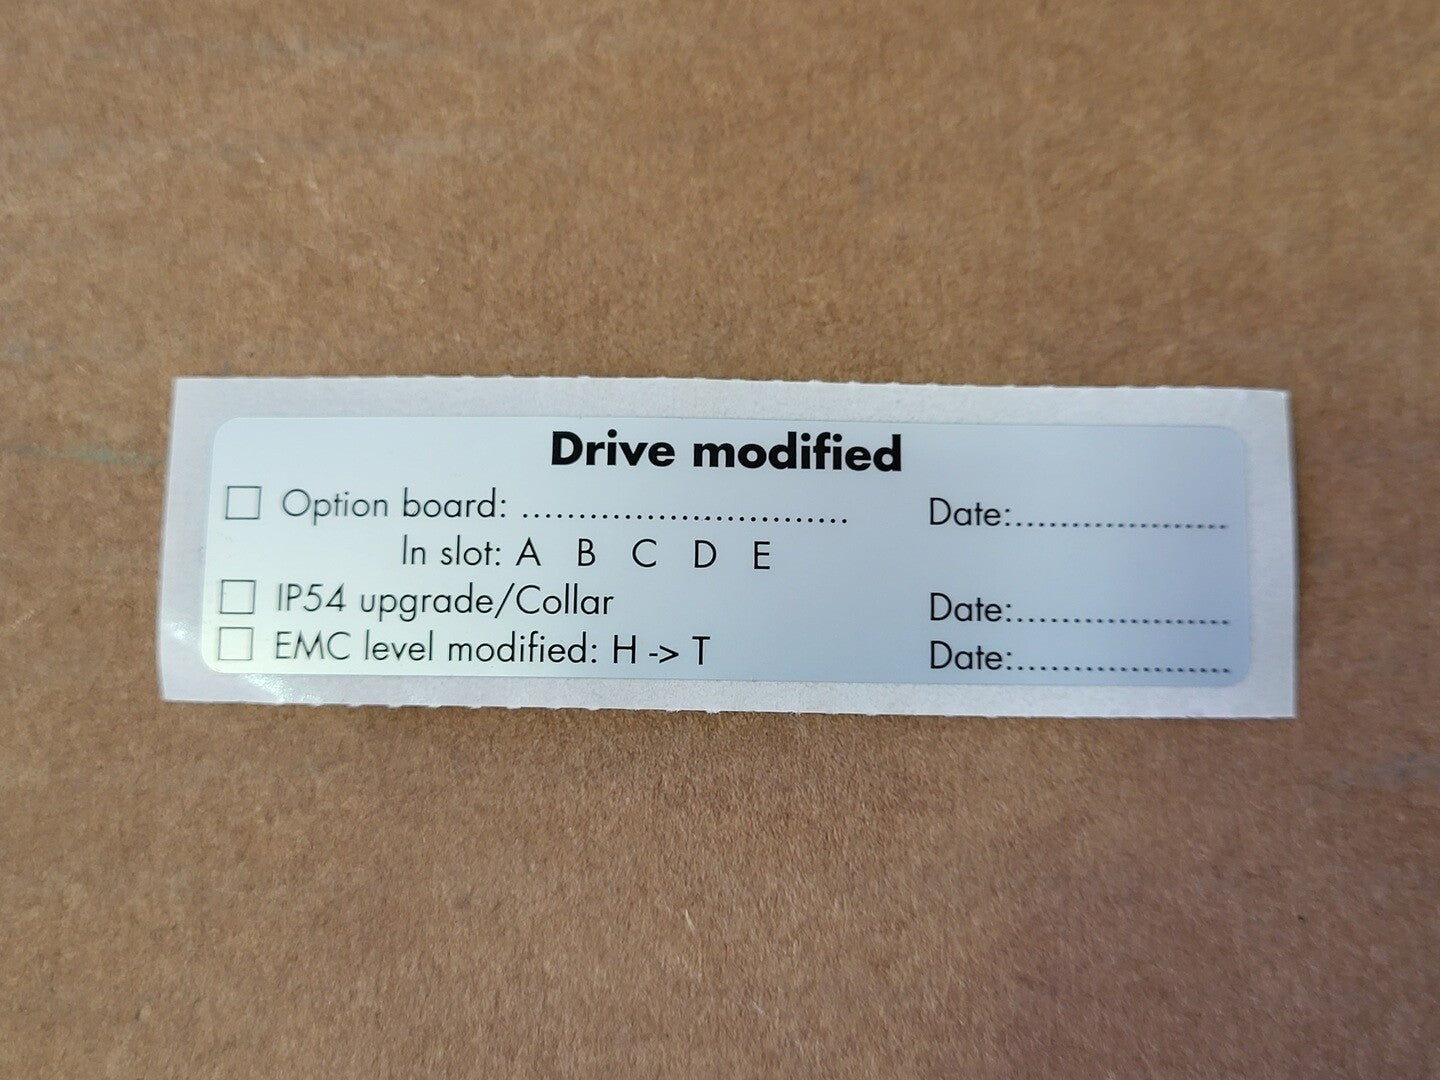 Drive modified
☐ Option board: ............................. Date:...................
In slot: A B C D E
☐ IP54 upgrade/Collar Date:...................
☐ EMC level modified: H -> T Date:...................